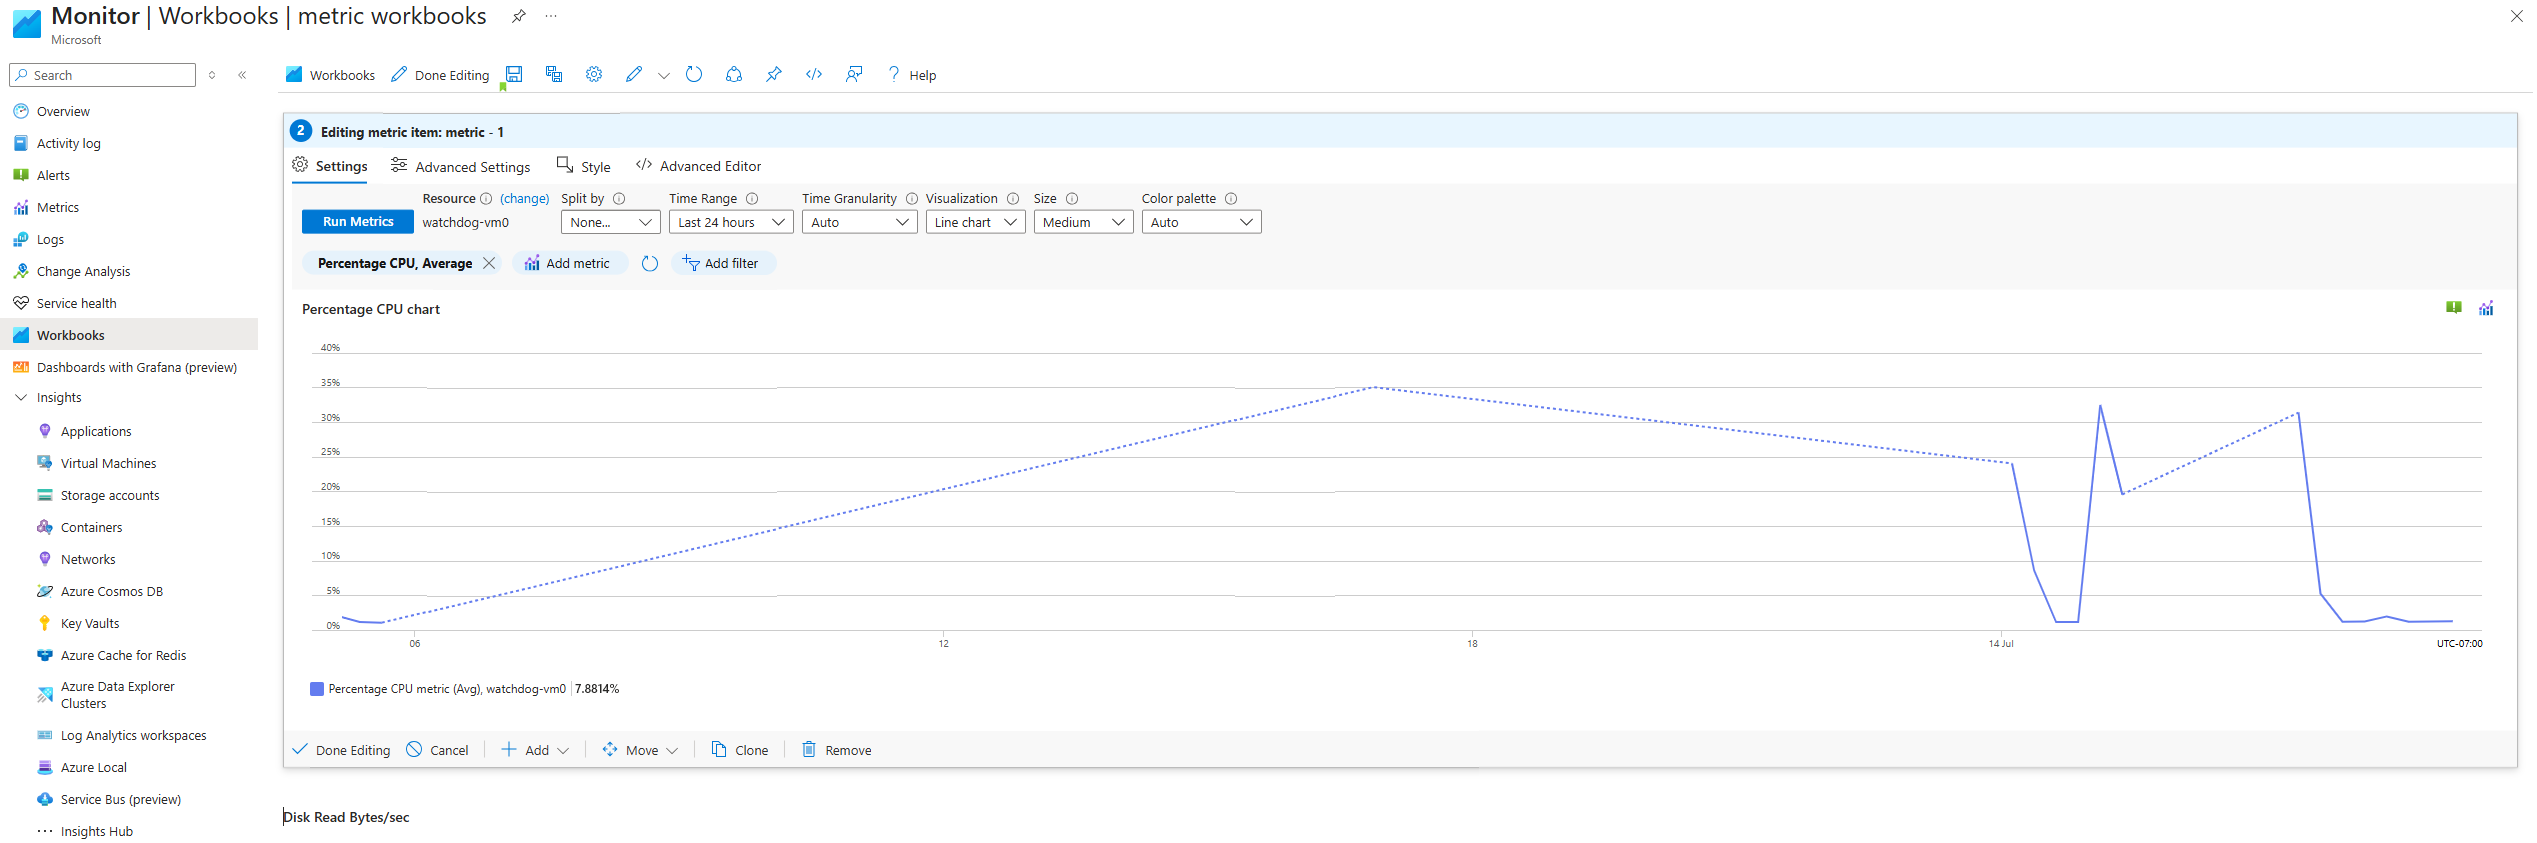 Monitor | Workbooks | metric workbooks
Microsoft
Search
Overview
Activity log
Alerts
Metrics
Logs
Change Analysis
Service health
Workbooks
Dashboards with Grafana (preview)
Insights
Applications
Virtual Machines
Storage accounts
Containers
Networks
Azure Cosmos DB
Key Vaults
Azure Cache for Redis
Azure Data Explorer
Clusters
Log Analytics workspaces
Azure Local
Service Bus (preview)
Insights Hub
Workbooks Done Editing Help
2 Editing metric item: metric - 1
Settings Advanced Settings Style Advanced Editor
Resource (change) Split by Time Range Time Granularity Visualization Size Color palette
Run Metrics watchdog-vm0 None... Last 24 hours Auto Line chart Medium Auto
Percentage CPU, Average Add metric Add filter
Percentage CPU chart
40%
35%
30%
25%
20%
15%
10%
5%
0%
06 12 18 14 Jul UTC-07:00
Percentage CPU metric (Avg), watchdog-vm0 7.8814%
Done Editing Cancel Add Move Clone Remove
Disk Read Bytes/sec